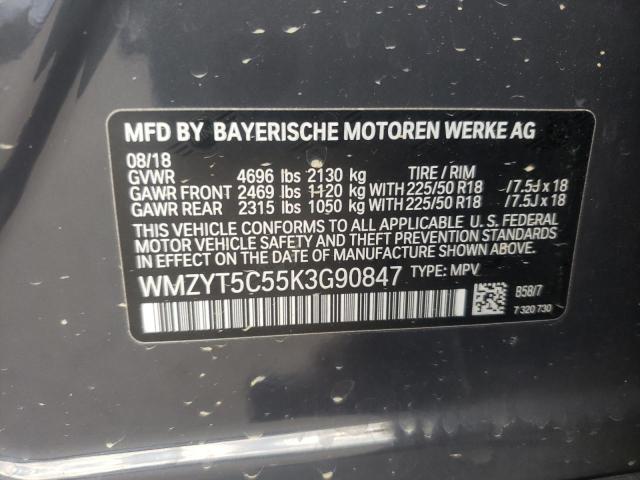 MFD BY BAYERISCHE MOTOREN WERKE AG
08/18
GVWR 4696 lbs 2130 kg TIRE / RIM
GAWR FRONT 2469 lbs 1120 kg WITH 225/50 R18 /7.5J x 18
GAWR REAR 2315 lbs 1050 kg WITH 225/50 R18 /7.5J x 18
THIS VEHICLE CONFORMS TO ALL APPLICABLE U. S. FEDERAL
MOTOR VEHICLE SAFETY AND THEFT PREVENTION STANDARDS
IN EFFECT ON THE DATE OF MANUFACTURE SHOWN ABOVE.
WMZYT5C55K3G90847 TYPE: MPV
B58/7
7 320 730